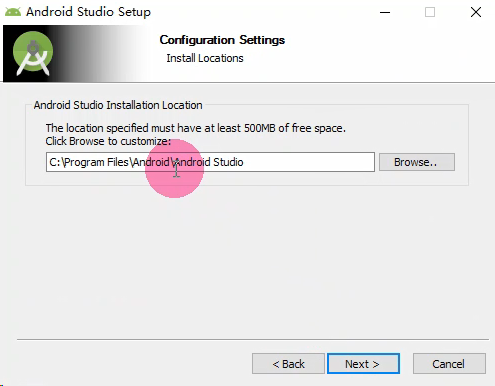 Android Studio Setup
Configuration Settings
Install Locations
Android Studio Installation Location
The location specified must have at least 500MB of free space.
Click Browse to customize:
C:\Program Files\Android\Android Studio
Browse..
< Back
Next >
Cancel